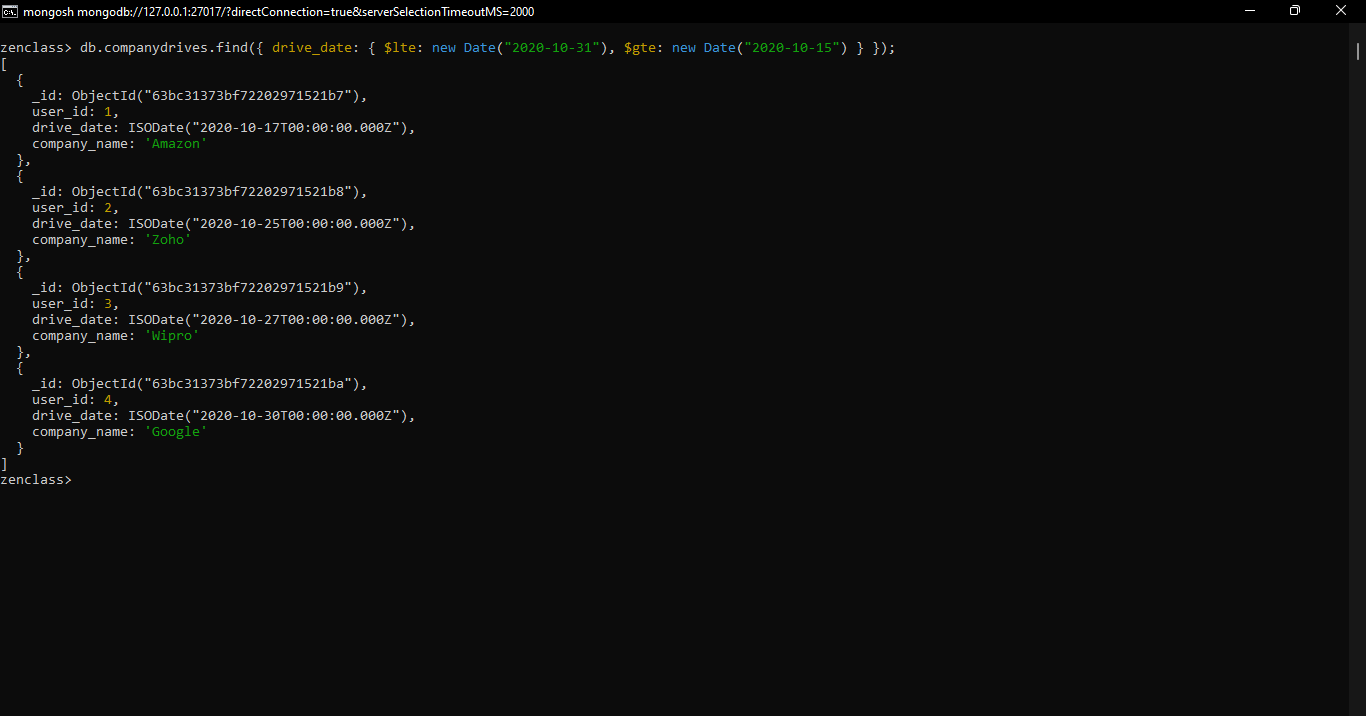 mongosh mongodb://127.0.0.1:27017/?directConnection=true&serverSelectionTimeoutMS=2000
zenclass> db.companydrives.find({ drive_date: { $lte: new Date("2020-10-31"), $gte: new Date("2020-10-15") } });
[
  {
    _id: ObjectId("63bc31373bf72202971521b7"),
    user_id: 1,
    drive_date: ISODate("2020-10-17T00:00:00.000Z"),
    company_name: 'Amazon'
  },
  {
    _id: ObjectId("63bc31373bf72202971521b8"),
    user_id: 2,
    drive_date: ISODate("2020-10-25T00:00:00.000Z"),
    company_name: 'Zoho'
  },
  {
    _id: ObjectId("63bc31373bf72202971521b9"),
    user_id: 3,
    drive_date: ISODate("2020-10-27T00:00:00.000Z"),
    company_name: 'Wipro'
  },
  {
    _id: ObjectId("63bc31373bf72202971521ba"),
    user_id: 4,
    drive_date: ISODate("2020-10-30T00:00:00.000Z"),
    company_name: 'Google'
  }
]
zenclass>